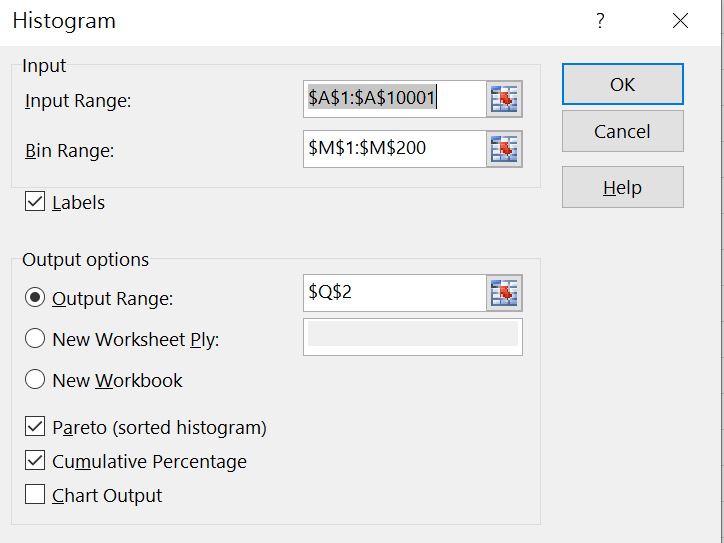 Histogram ?
Input
Input Range: $A$1:$A$10001 OK
Bin Range: $M$1:$M$200 Cancel
Labels Help
Output options
Output Range: $Q$2
New Worksheet Ply:
New Workbook
Pareto (sorted histogram)
Cumulative Percentage
Chart Output